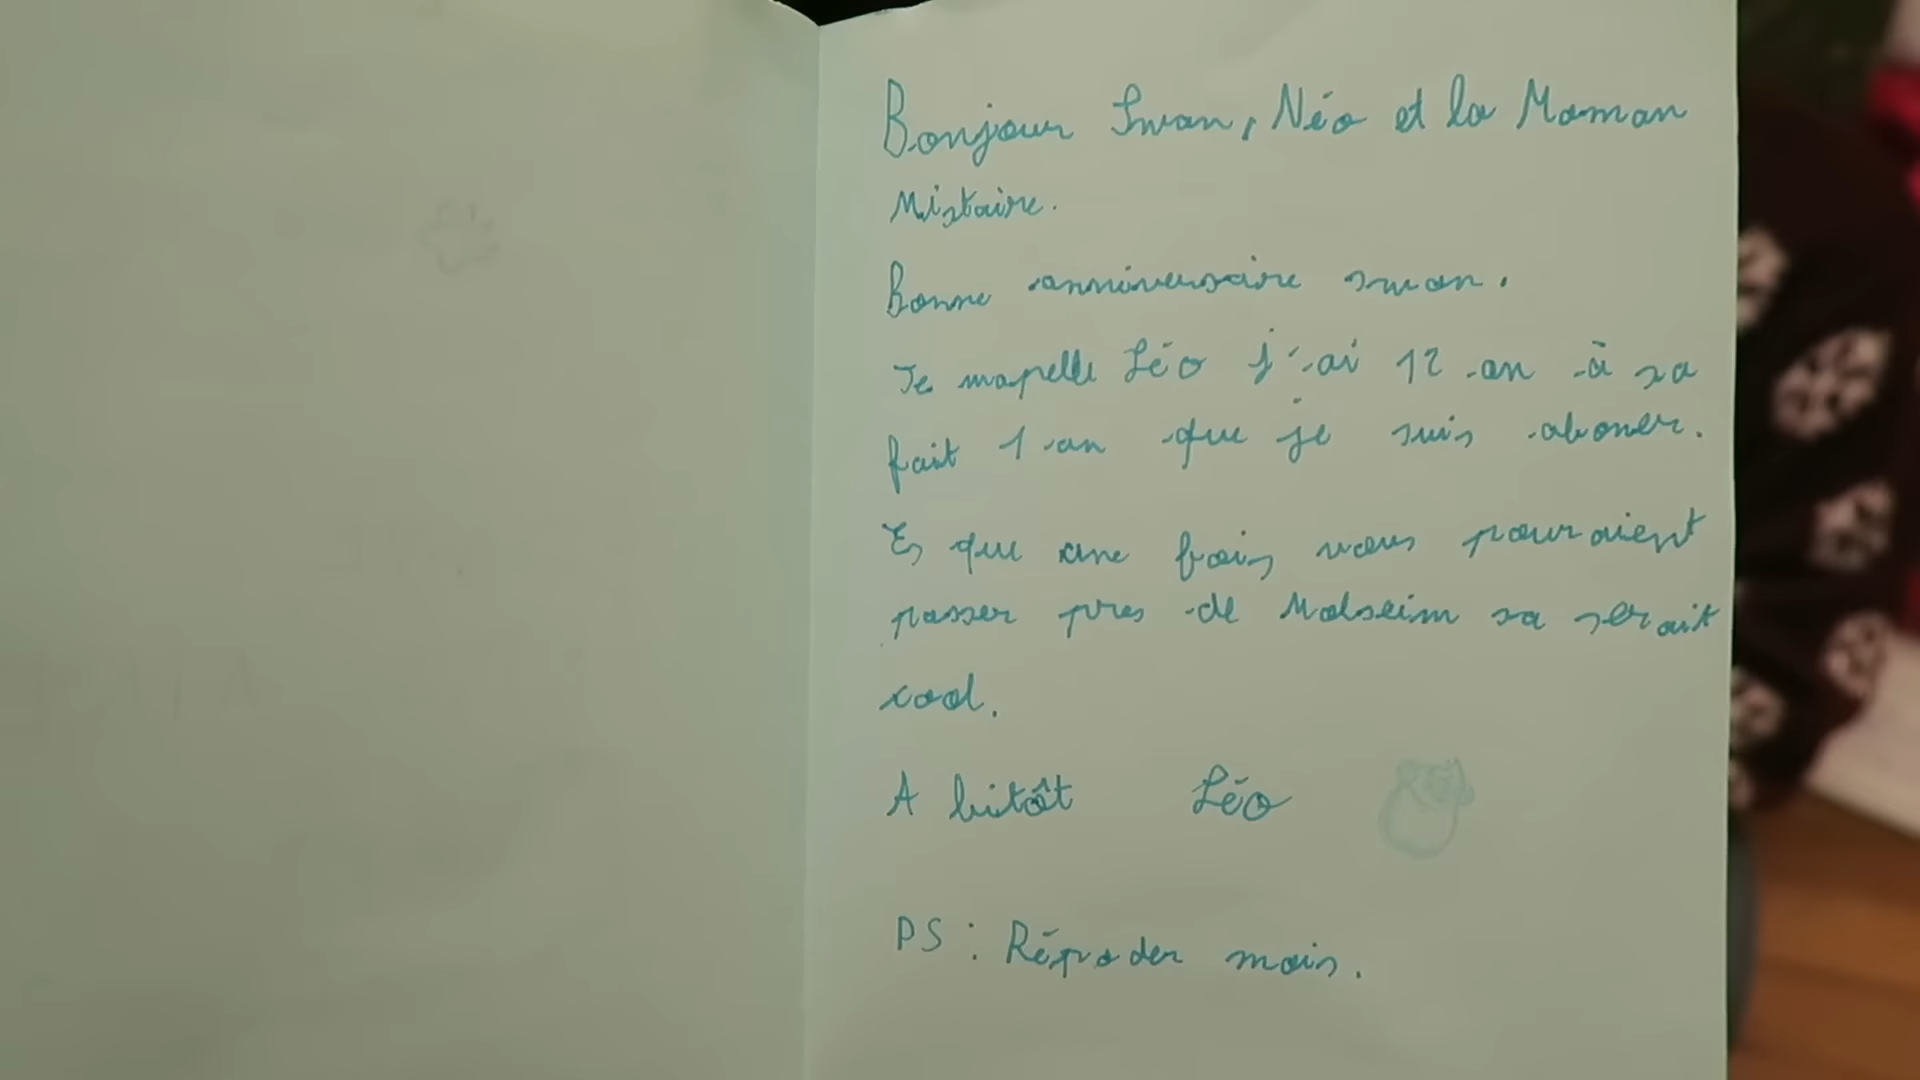 Bonjour Swan, Néo et la Maman
Mistaire.
Bonne anniversaire swan.
Je mapelle Léo j'ai 12 an à sa
fait 1 an que je suis aboner.
Es que une fois vous pouraient
passer pres de Molseim sa serait
cool.
A bitôt Léo
PS : Répoder mois.